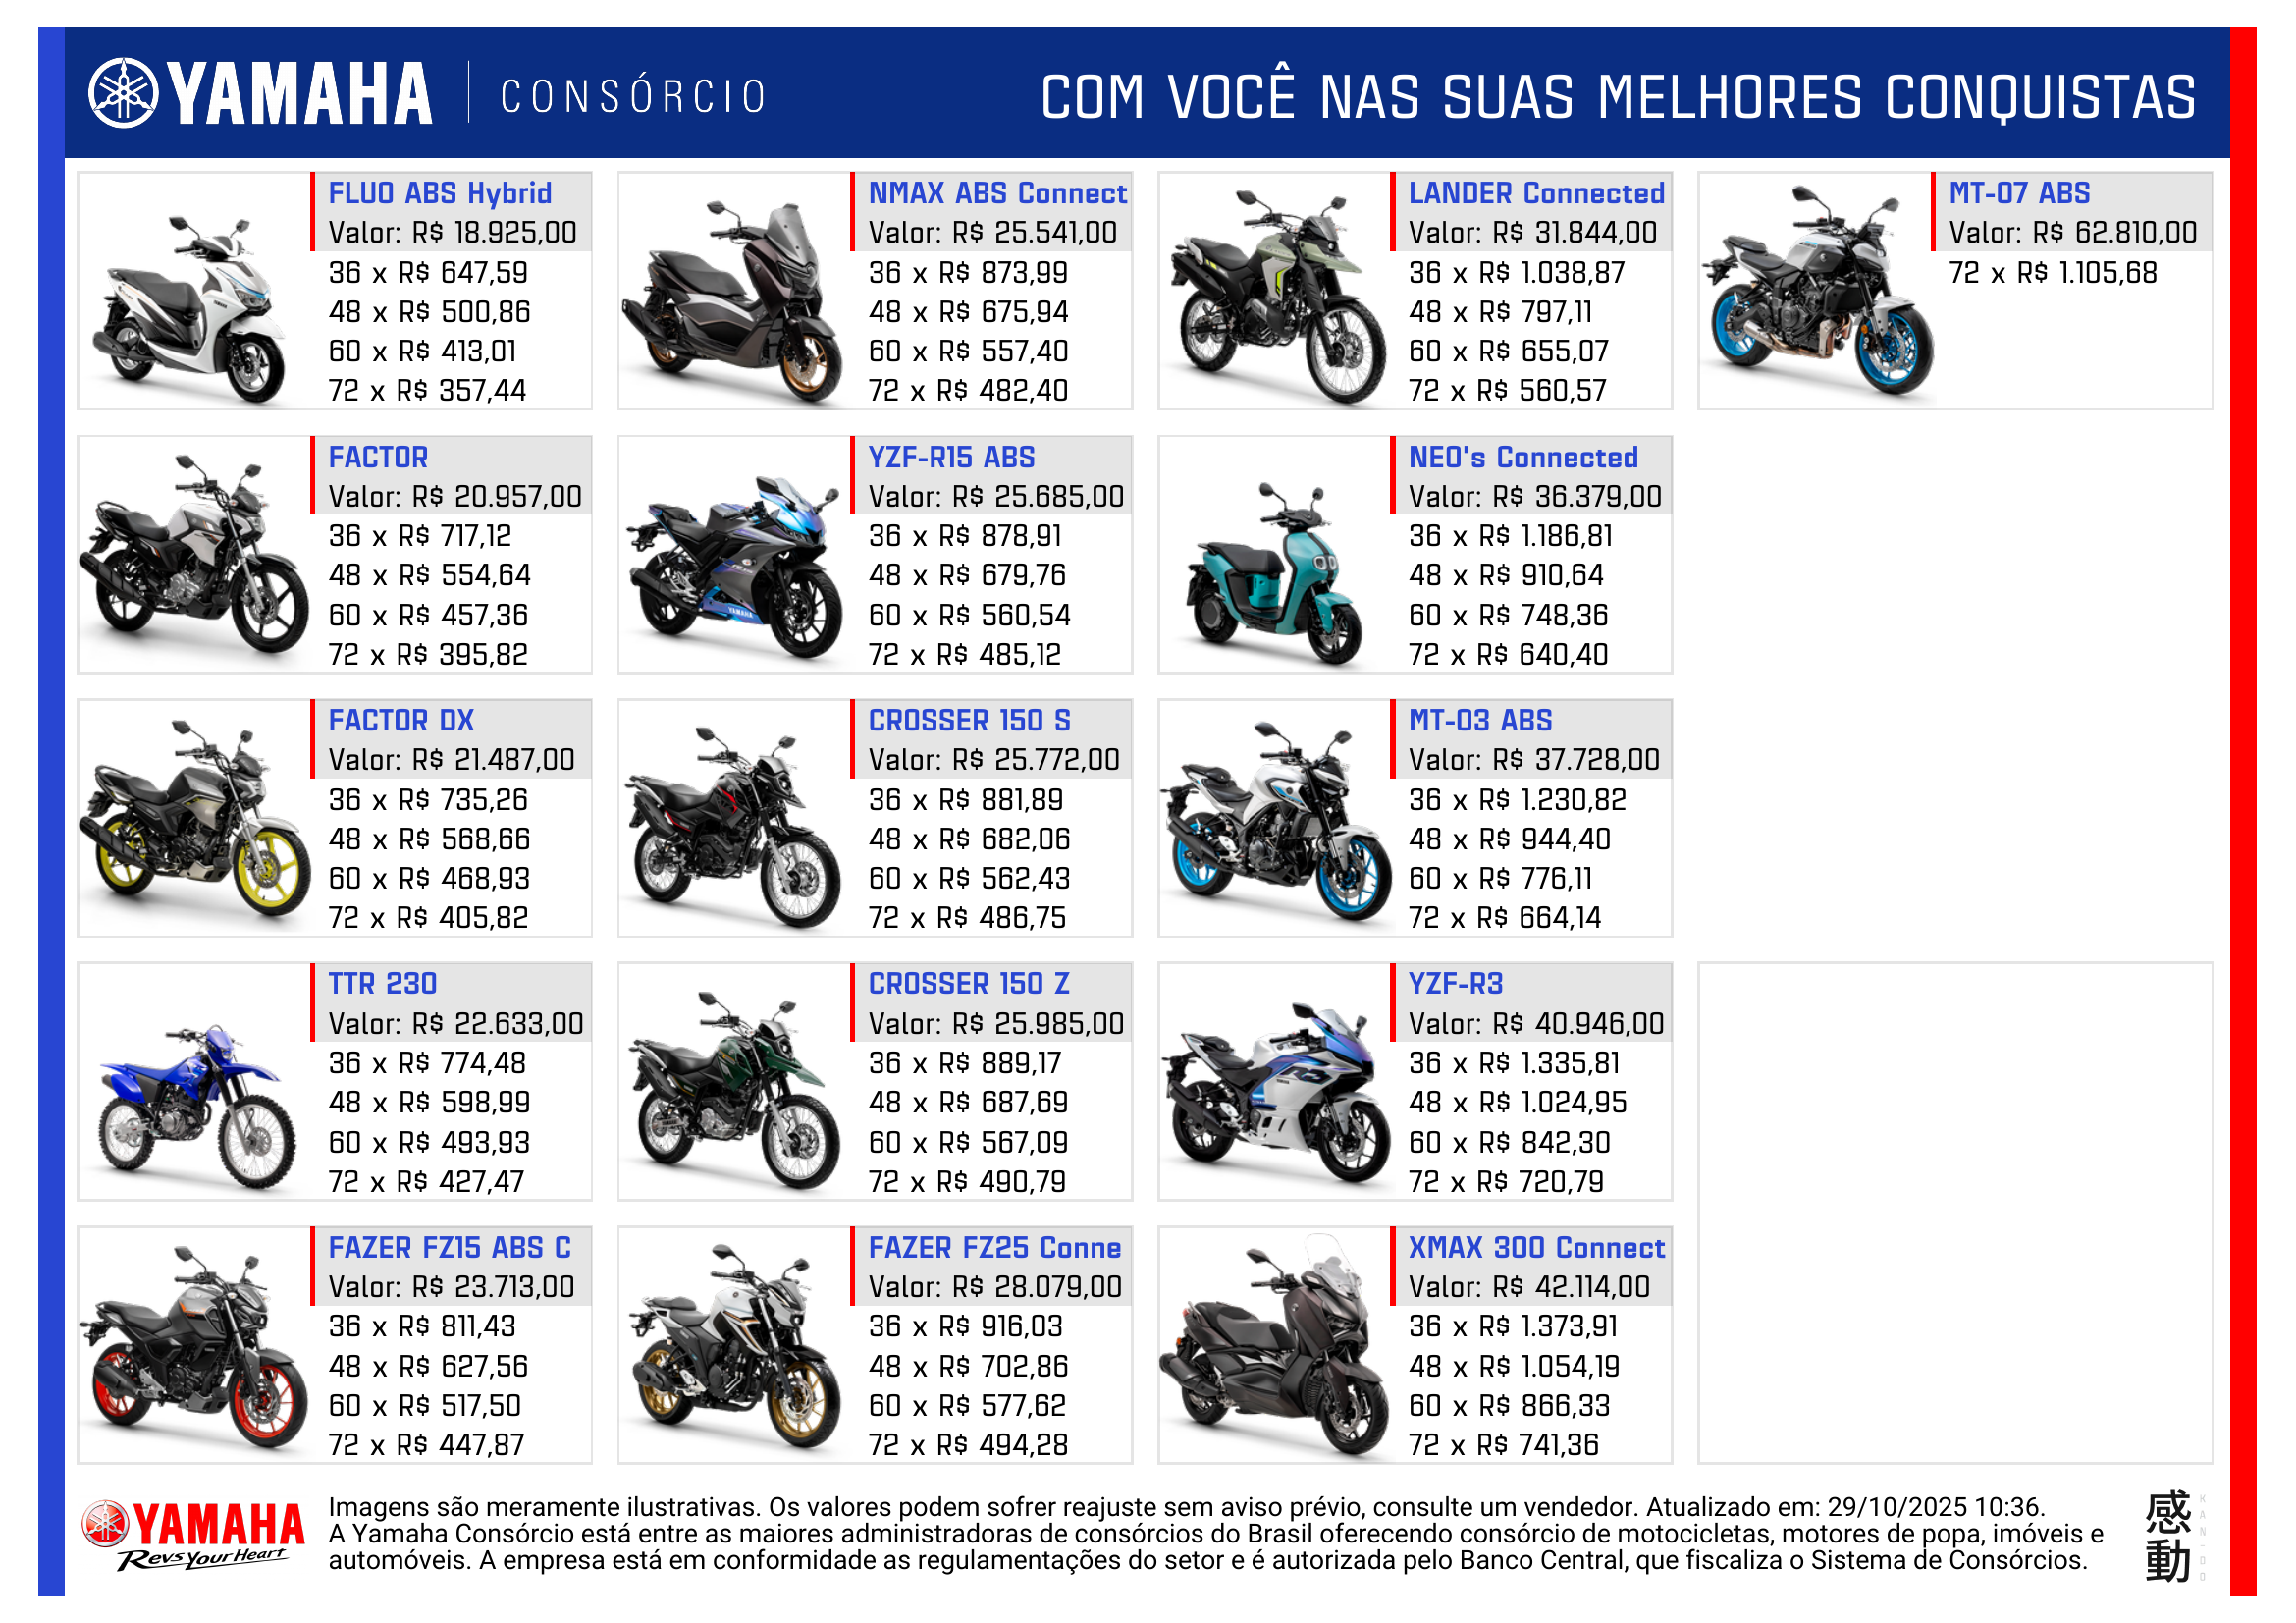 YAMAHA CONSÓRCIO
COM VOCÊ NAS SUAS MELHORES CONQUISTAS
FLUO ABS Hybrid
Valor: R$ 18.925,00
36 x R$ 647,59
48 x R$ 500,86
60 x R$ 413,01
72 x R$ 357,44
NMAX ABS Connect
Valor: R$ 25.541,00
36 x R$ 873,99
48 x R$ 675,94
60 x R$ 557,40
72 x R$ 482,40
LANDER Connected
Valor: R$ 31.844,00
36 x R$ 1.038,87
48 x R$ 797,11
60 x R$ 655,07
72 x R$ 560,57
MT-07 ABS
Valor: R$ 62.810,00
72 x R$ 1.105,68
FACTOR
Valor: R$ 20.957,00
36 x R$ 717,12
48 x R$ 554,64
60 x R$ 457,36
72 x R$ 395,82
YZF-R15 ABS
Valor: R$ 25.685,00
36 x R$ 878,91
48 x R$ 679,76
60 x R$ 560,54
72 x R$ 485,12
NEO's Connected
Valor: R$ 36.379,00
36 x R$ 1.186,81
48 x R$ 910,64
60 x R$ 748,36
72 x R$ 640,40
FACTOR DX
Valor: R$ 21.487,00
36 x R$ 735,26
48 x R$ 568,66
60 x R$ 468,93
72 x R$ 405,82
CROSSER 150 S
Valor: R$ 25.772,00
36 x R$ 881,89
48 x R$ 682,06
60 x R$ 562,43
72 x R$ 486,75
MT-03 ABS
Valor: R$ 37.728,00
36 x R$ 1.230,82
48 x R$ 944,40
60 x R$ 776,11
72 x R$ 664,14
TTR 230
Valor: R$ 22.633,00
36 x R$ 774,48
48 x R$ 598,99
60 x R$ 493,93
72 x R$ 427,47
CROSSER 150 Z
Valor: R$ 25.985,00
36 x R$ 889,17
48 x R$ 687,69
60 x R$ 567,09
72 x R$ 490,79
YZF-R3
Valor: R$ 40.946,00
36 x R$ 1.335,81
48 x R$ 1.024,95
60 x R$ 842,30
72 x R$ 720,79
FAZER FZ15 ABS C
Valor: R$ 23.713,00
36 x R$ 811,43
48 x R$ 627,56
60 x R$ 517,50
72 x R$ 447,87
FAZER FZ25 Conne
Valor: R$ 28.079,00
36 x R$ 916,03
48 x R$ 702,86
60 x R$ 577,62
72 x R$ 494,28
XMAX 300 Connect
Valor: R$ 42.114,00
36 x R$ 1.373,91
48 x R$ 1.054,19
60 x R$ 866,33
72 x R$ 741,36
YAMAHA
Revs Your Heart
Imagens são meramente ilustrativas. Os valores podem sofrer reajuste sem aviso prévio, consulte um vendedor. Atualizado em: 29/10/2025 10:36.
A Yamaha Consórcio está entre as maiores administradoras de consórcios do Brasil oferecendo consórcio de motocicletas, motores de popa, imóveis e
automóveis. A empresa está em conformidade as regulamentações do setor e é autorizada pelo Banco Central, que fiscaliza o Sistema de Consórcios.
感動
KAN-DO